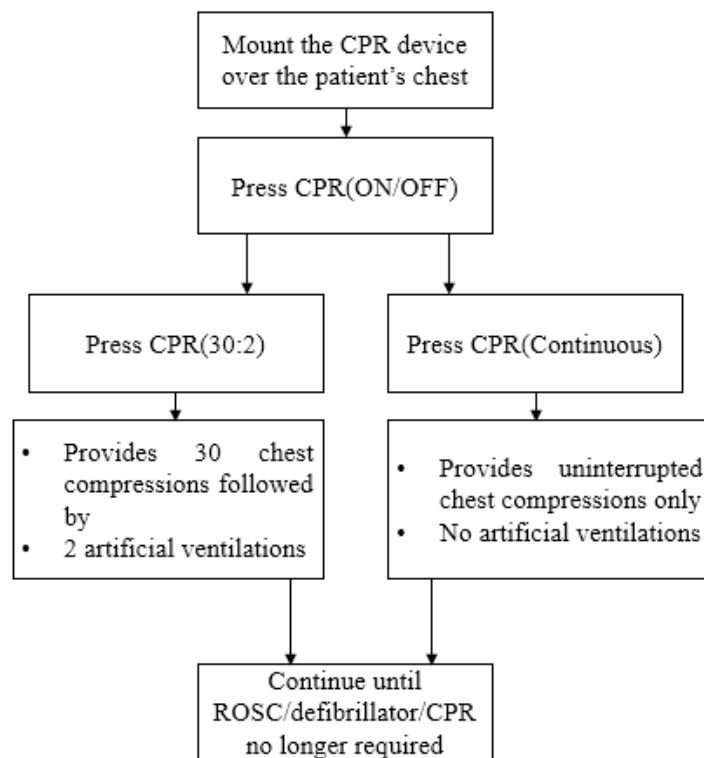 Mount the CPR device
over the patient's chest
Press CPR(ON/OFF)
Press CPR(30:2)
Press CPR(Continuous)
• Provides 30 chest
compressions followed
by
• 2 artificial ventilations
• Provides uninterrupted
chest compressions only
• No artificial ventilations
Continue until
ROSC/defibrillator/CPR
no longer required